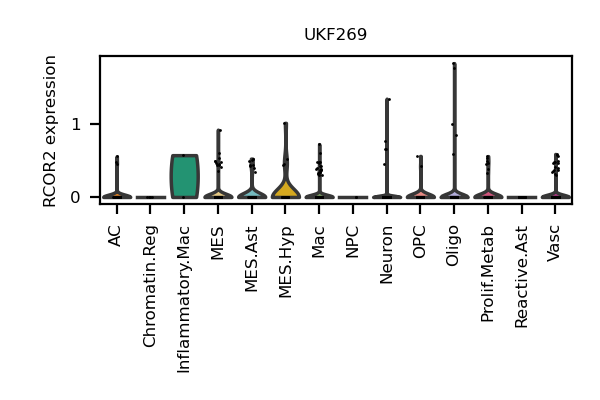 UKF269
RCOR2 expression
1
0
AC
Chromatin.Reg
Inflammatory.Mac
MES
MES.Ast
MES.Hyp
Mac
NPC
Neuron
OPC
Oligo
Prolif.Metab
Reactive.Ast
Vasc